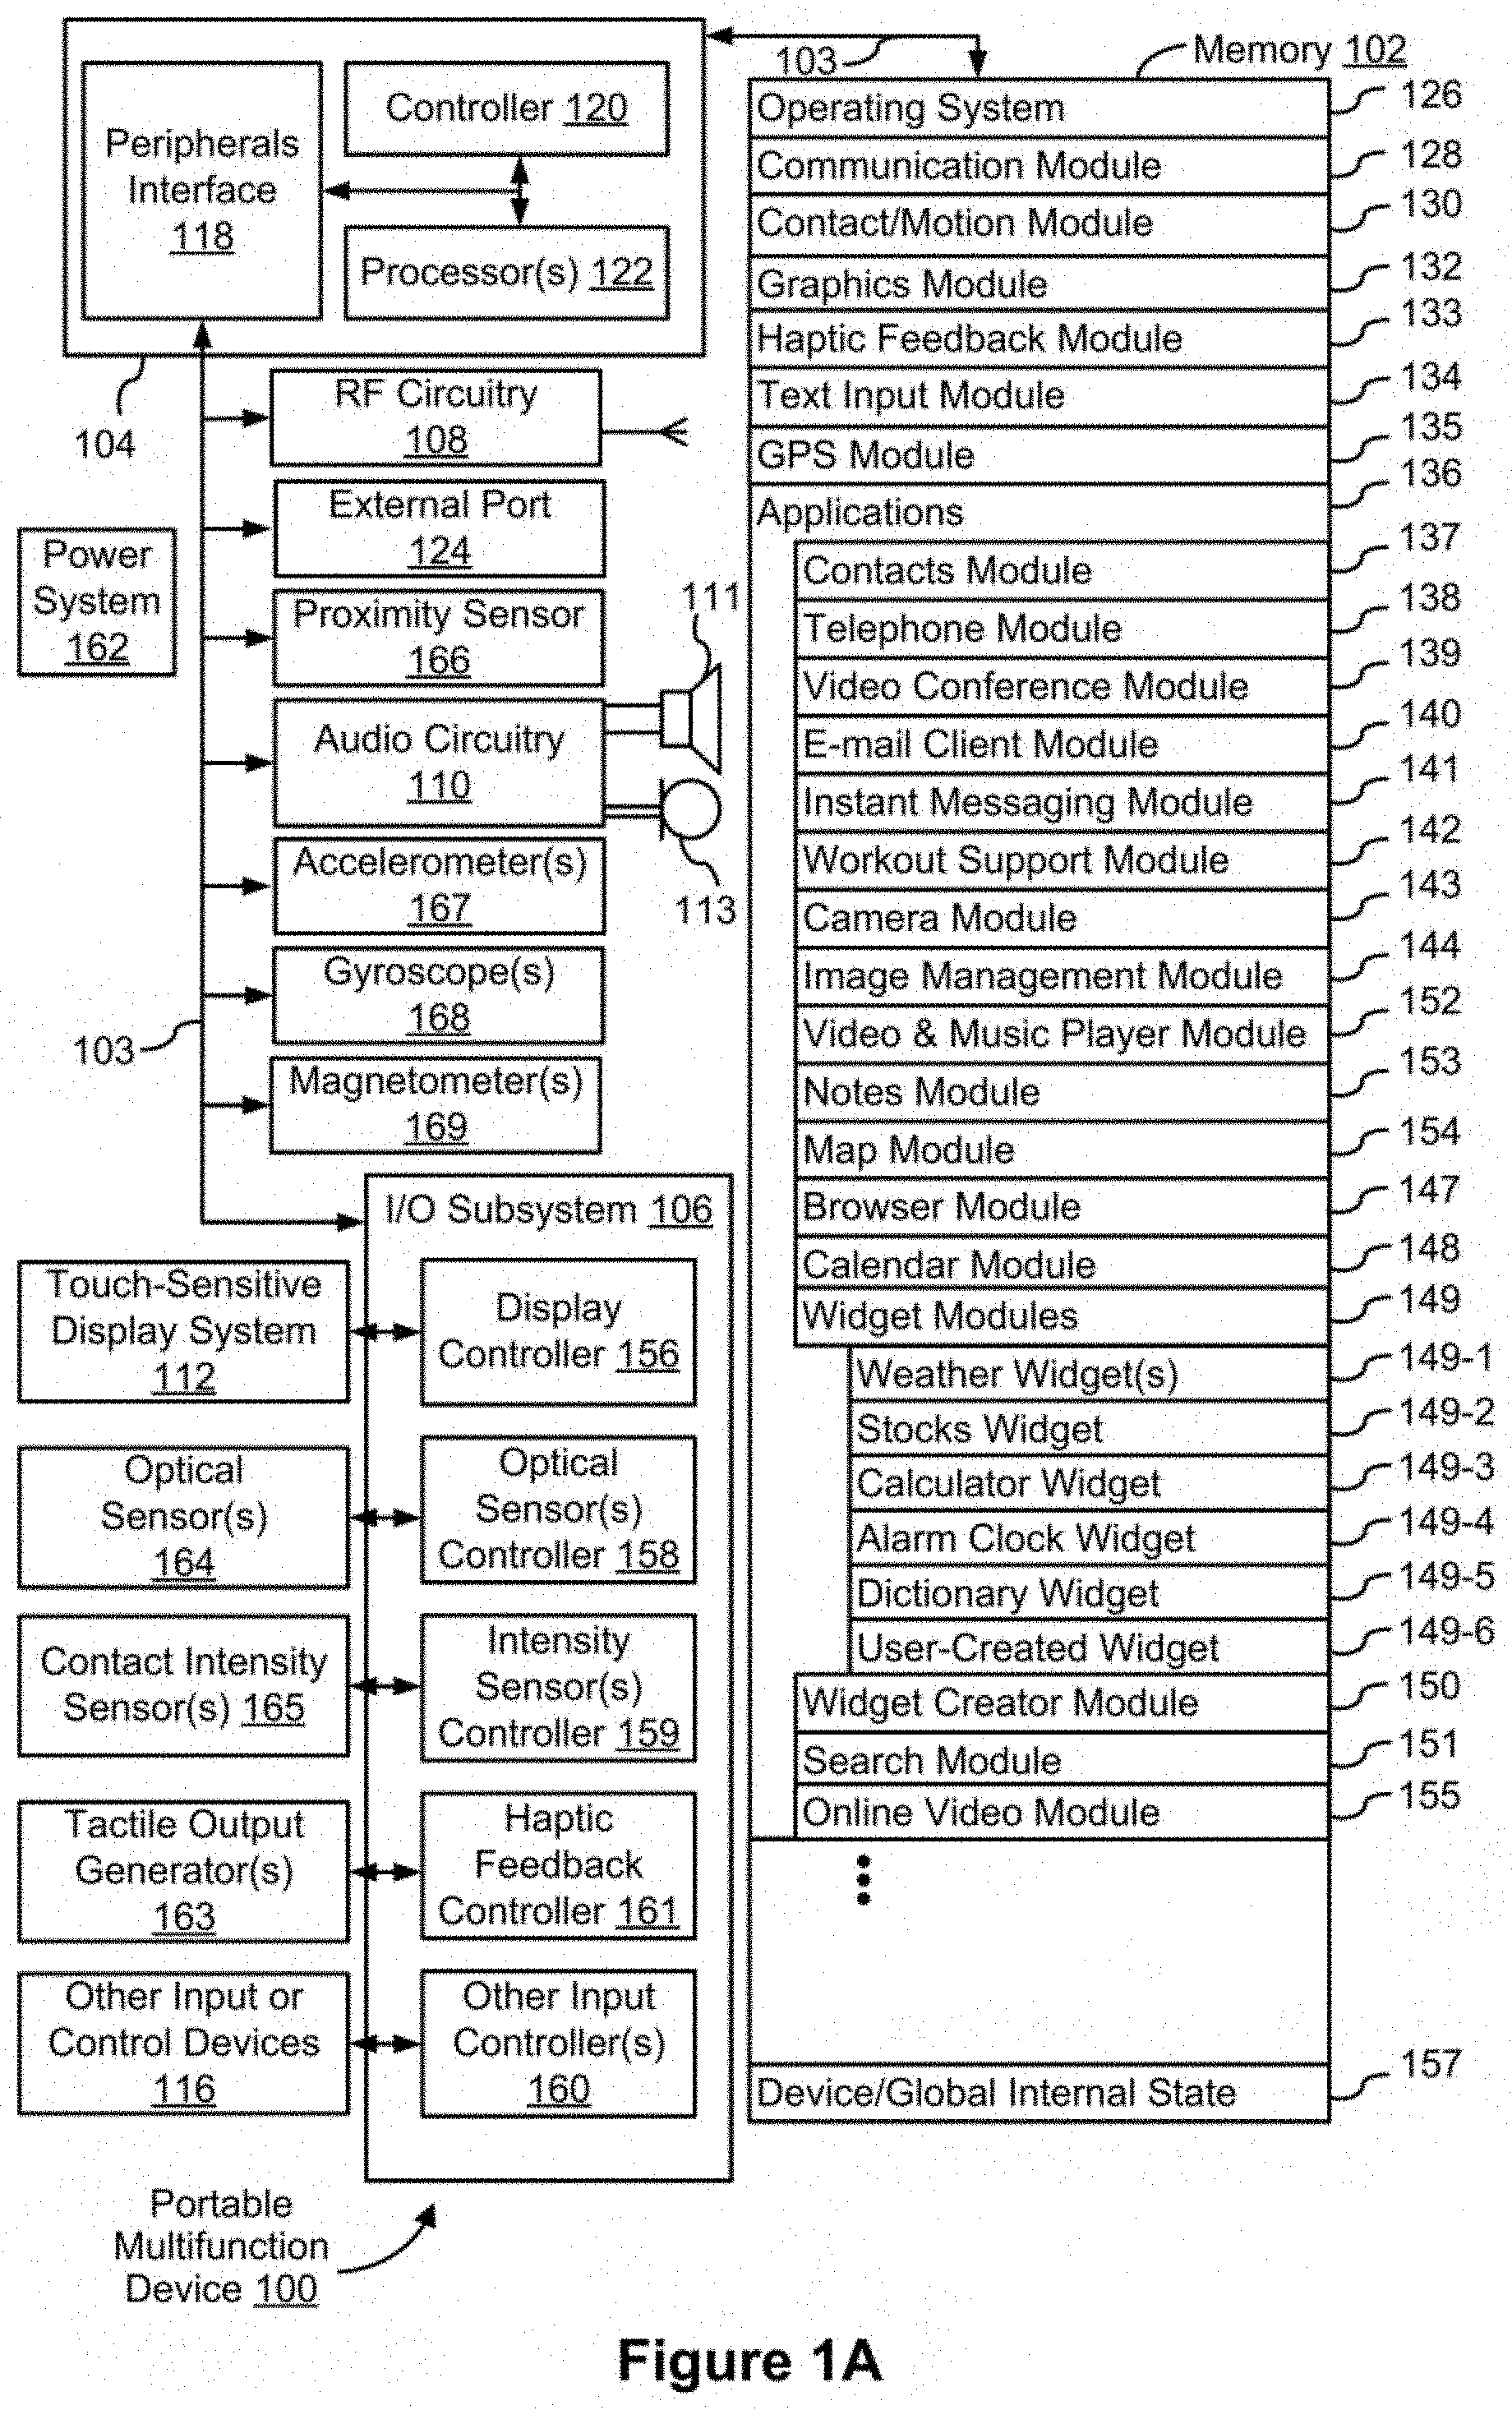 Peripherals
Interface
118
Controller 120
Processor(s) 122
104
RF Circuitry
108
External Port
124
Power
System
162
Proximity Sensor
166
111
Audio Circuitry
110
113
Accelerometer(s)
167
Gyroscope(s)
168
103
Magnetometer(s)
169
I/O Subsystem 106
Touch-Sensitive
Display System
112
Display
Controller 156
Optical
Sensor(s)
164
Optical
Sensor(s)
Controller 158
Contact Intensity
Sensor(s) 165
Intensity
Sensor(s)
Controller 159
Tactile Output
Generator(s)
163
Haptic
Feedback
Controller 161
Other Input or
Control Devices
116
Other Input
Controller(s)
160
Portable
Multifunction
Device 100
103
Memory 102
Operating System 126
Communication Module 128
Contact/Motion Module 130
Graphics Module 132
Haptic Feedback Module 133
Text Input Module 134
GPS Module 135
Applications 136
Contacts Module 137
Telephone Module 138
Video Conference Module 139
E-mail Client Module 140
Instant Messaging Module 141
Workout Support Module 142
Camera Module 143
Image Management Module 144
Video & Music Player Module 152
Notes Module 153
Map Module 154
Browser Module 147
Calendar Module 148
Widget Modules 149
Weather Widget(s) 149-1
Stocks Widget 149-2
Calculator Widget 149-3
Alarm Clock Widget 149-4
Dictionary Widget 149-5
User-Created Widget 149-6
Widget Creator Module 150
Search Module 151
Online Video Module 155
Device/Global Internal State 157
Figure 1A